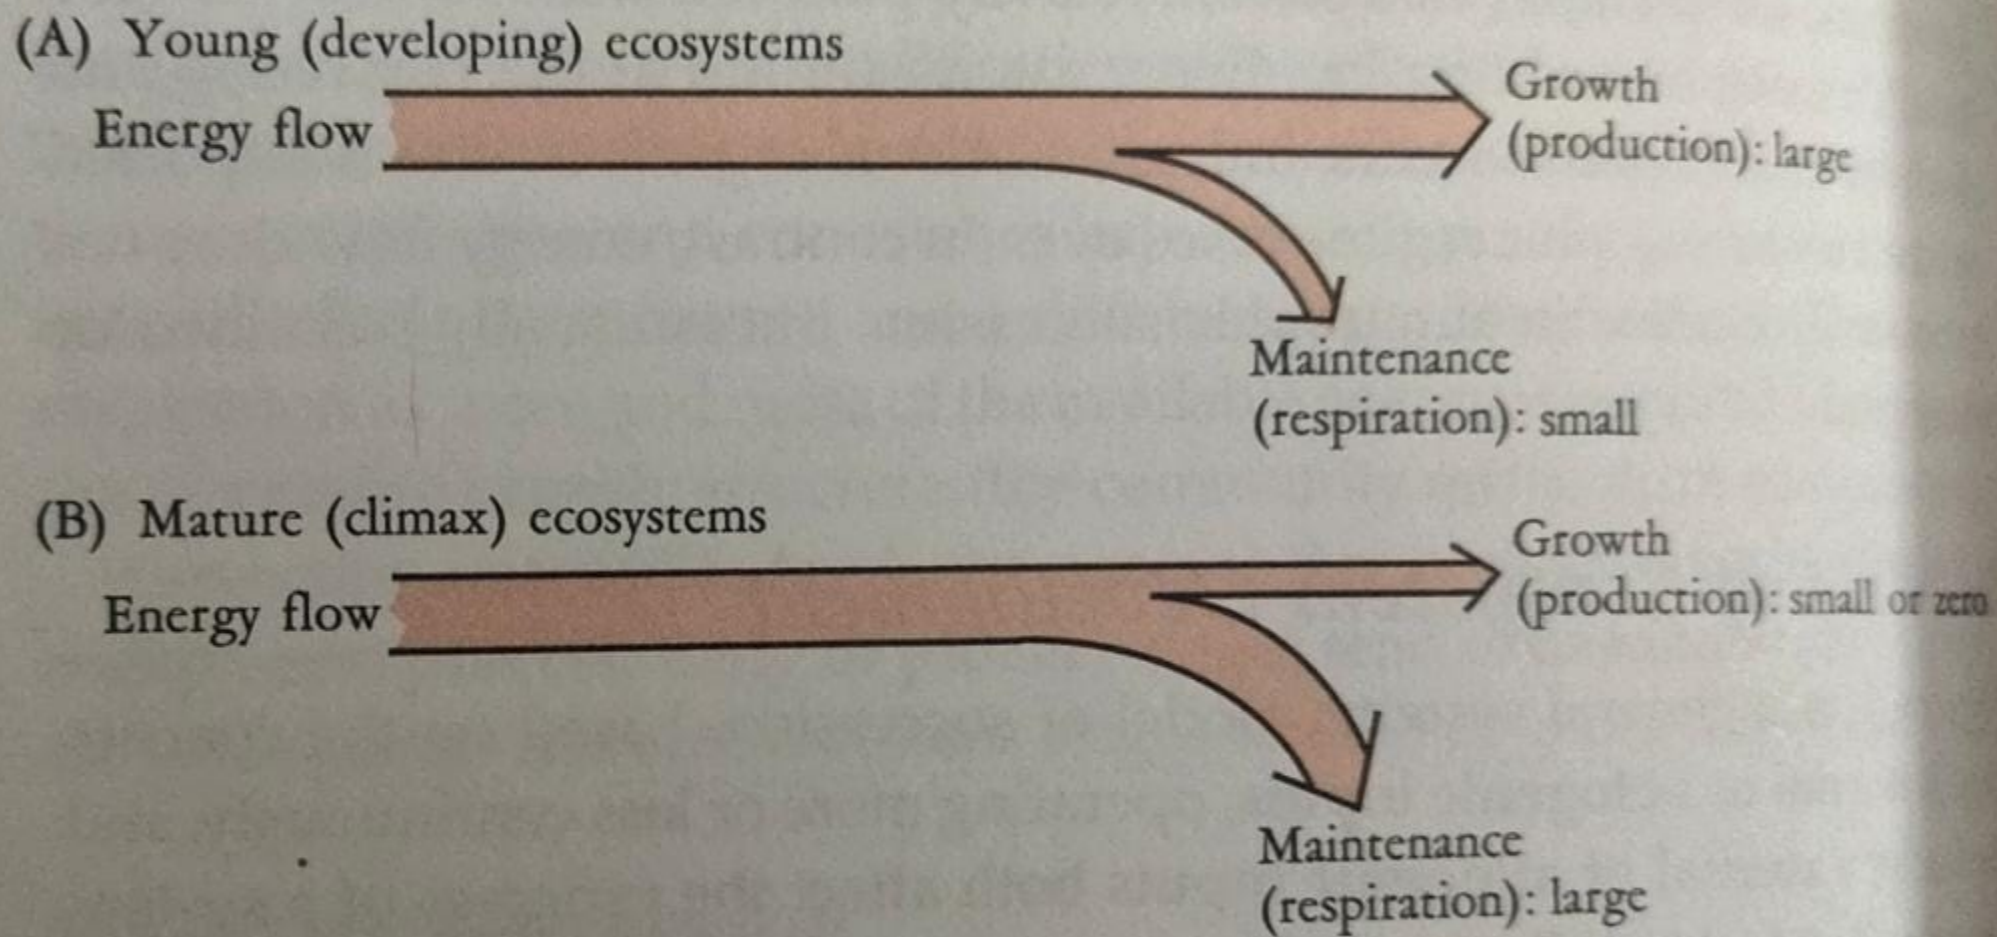 (A) Young (developing) ecosystems
Energy flow
Growth
(production): large
Maintenance
(respiration): small
(B) Mature (climax) ecosystems
Energy flow
Growth
(production): small or zero
Maintenance
(respiration): large